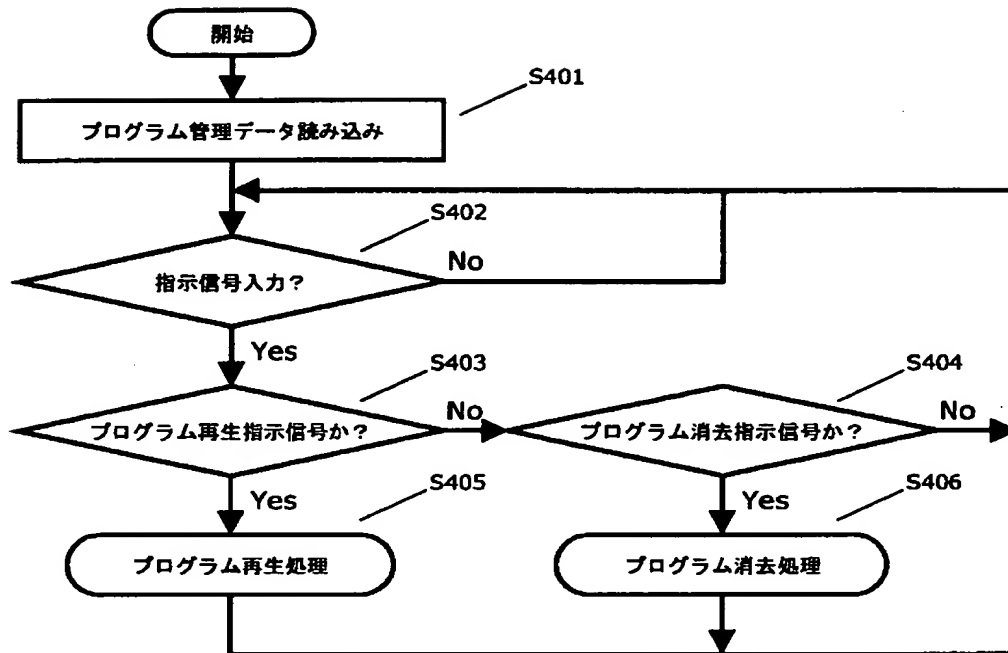 開始
S401
プログラム管理データ読み込み
S402
指示信号入力?
No
Yes
S403
プログラム再生指示信号か?
No
S404
プログラム消去指示信号か?
No
Yes
S405
Yes
S406
プログラム再生処理
プログラム消去処理